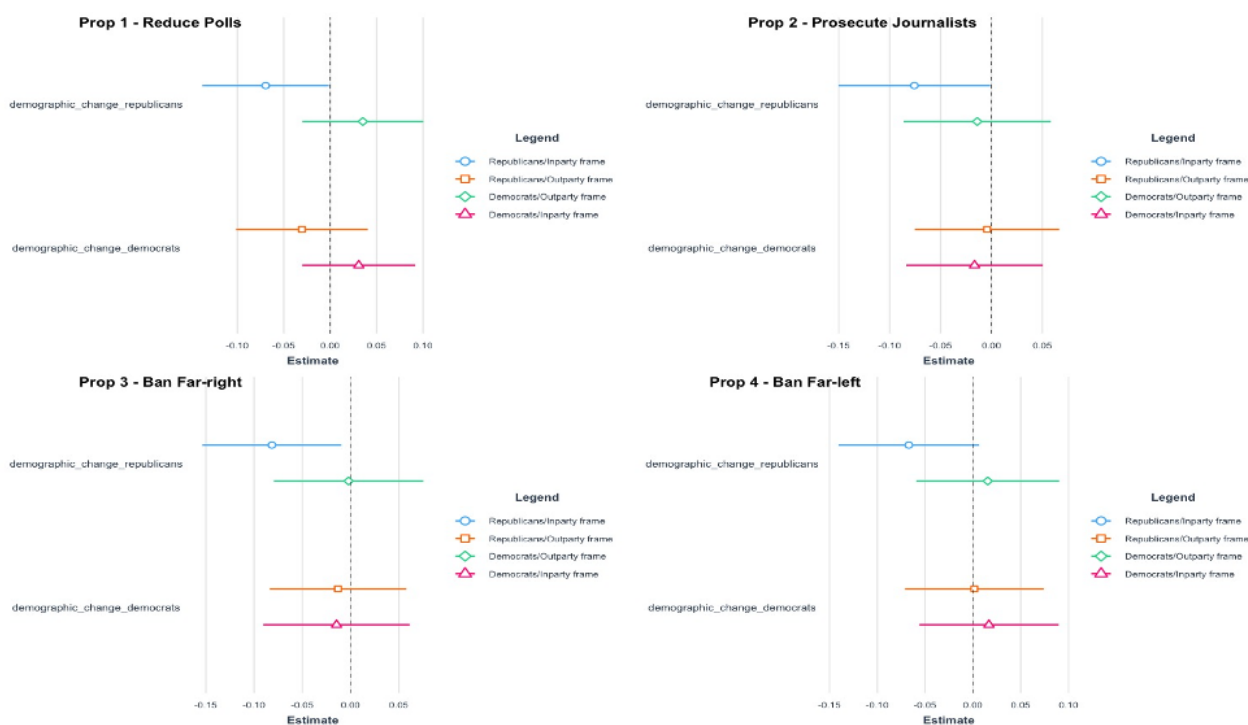 Prop 1 - Reduce Polls
demographic_change_republicans
demographic_change_democrats
Legend
Republicans/Inparty frame
Republicans/Outparty frame
Democrats/Outparty frame
Democrats/Inparty frame
-0.10
-0.05
0.00
0.05
0.10
Estimate
Prop 2 - Prosecute Journalists
demographic_change_republicans
demographic_change_democrats
Legend
Republicans/Inparty frame
Republicans/Outparty frame
Democrats/Outparty frame
Democrats/Inparty frame
-0.15
-0.10
-0.05
0.00
0.05
Estimate
Prop 3 - Ban Far-right
demographic_change_republicans
demographic_change_democrats
Legend
Republicans/Inparty frame
Republicans/Outparty frame
Democrats/Outparty frame
Democrats/Inparty frame
-0.15
-0.10
-0.05
0.00
0.05
Estimate
Prop 4 - Ban Far-left
demographic_change_republicans
demographic_change_democrats
Legend
Republicans/Inparty frame
Republicans/Outparty frame
Democrats/Outparty frame
Democrats/Inparty frame
-0.15
-0.10
-0.05
0.00
0.05
0.10
Estimate